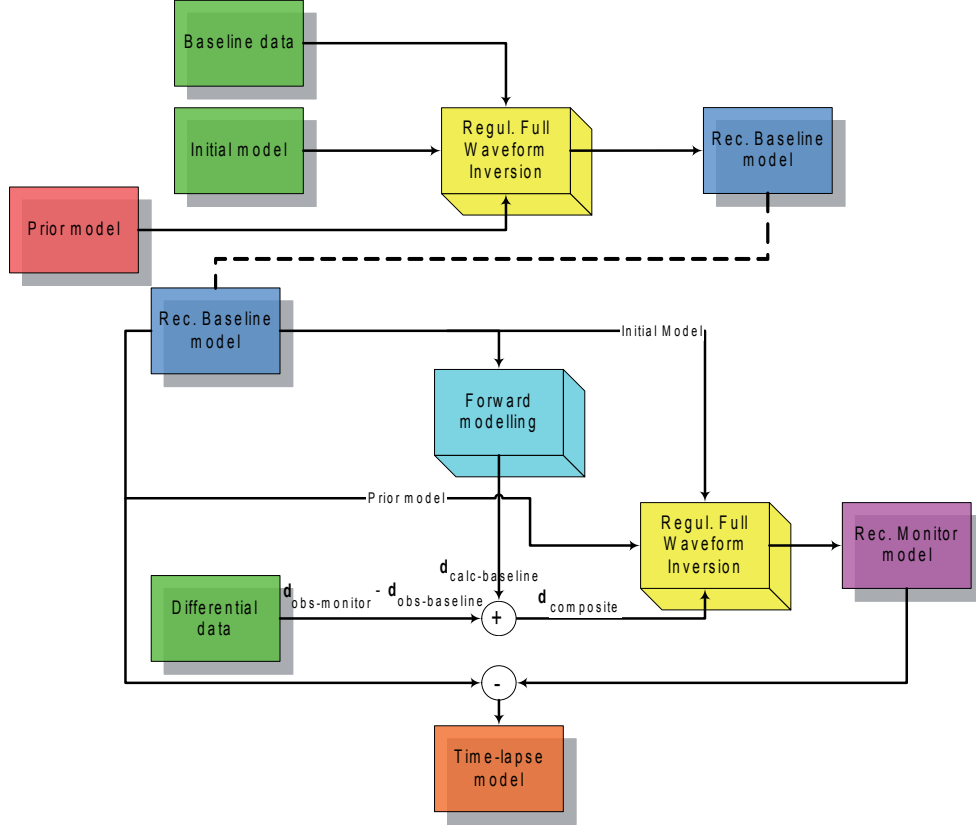 Baseline data
Initial model
Regul. Full
Waveform
Inversion
Rec. Baseline
model
Prior model
Rec. Baseline
model
Initial Model
Forward
modelling
Prior model
Regul. Full
Waveform
Inversion
Rec. Monitor
model
d calc-baseline
Differential
data
d obs-monitor - d obs-baseline
+
d composite
-
Time-lapse
model